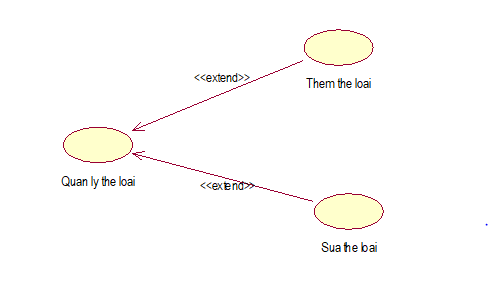 <<extend>>
Them the loai
Quan ly the loai
<<extend>>
Sua the loai